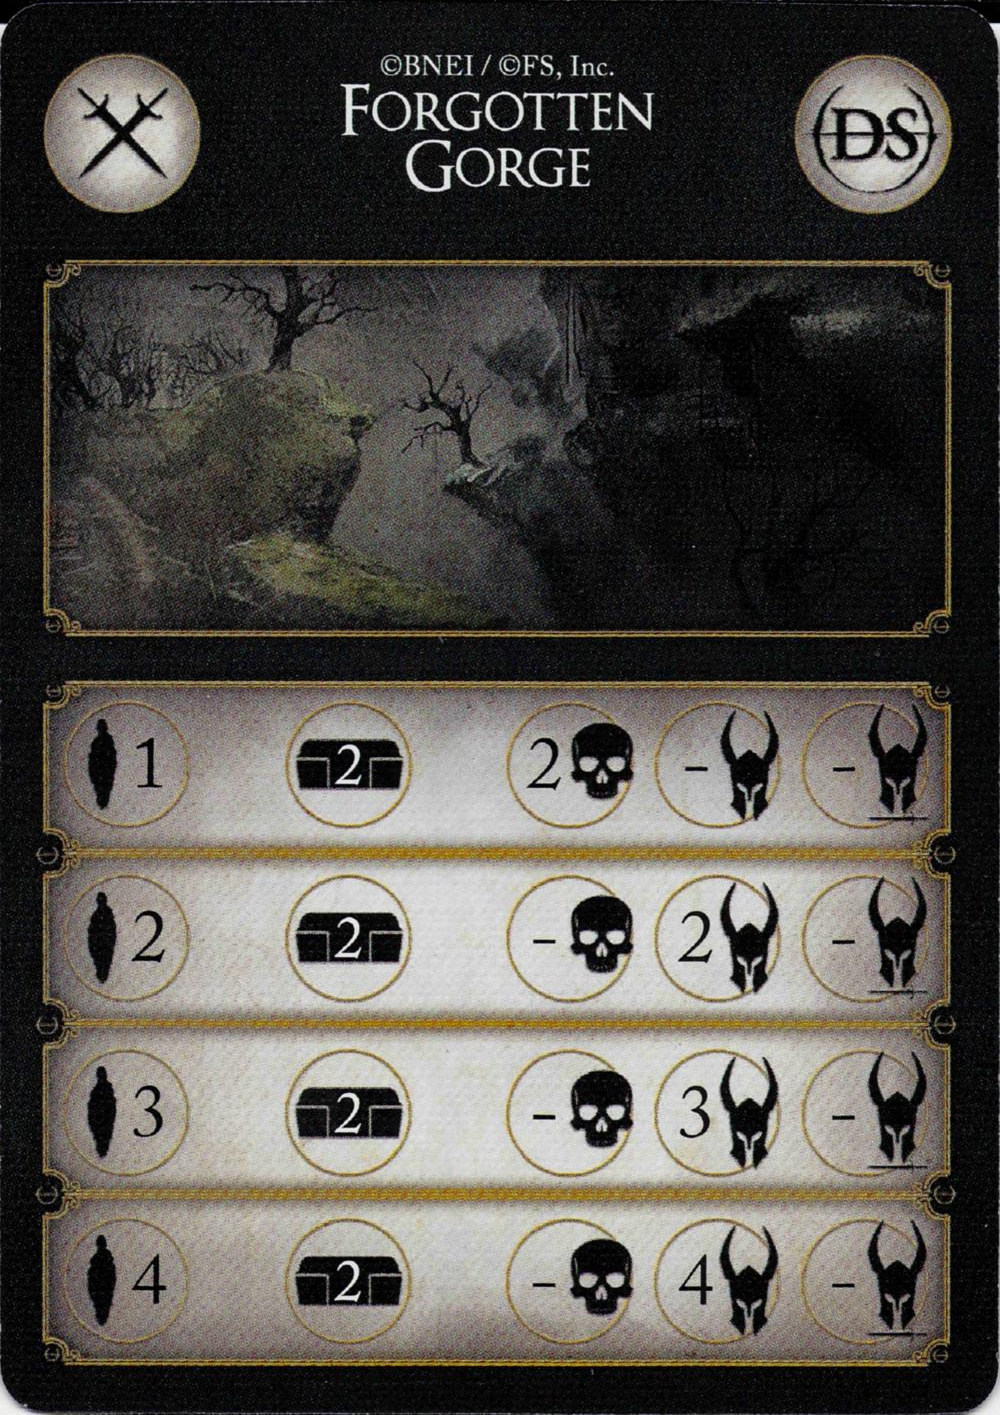 ©BNEI / ©FS, Inc.
FORGOTTEN
GORGE
DS
1 2 2 - -
2 2 - 2 -
3 2 - 3 -
4 2 - 4 -